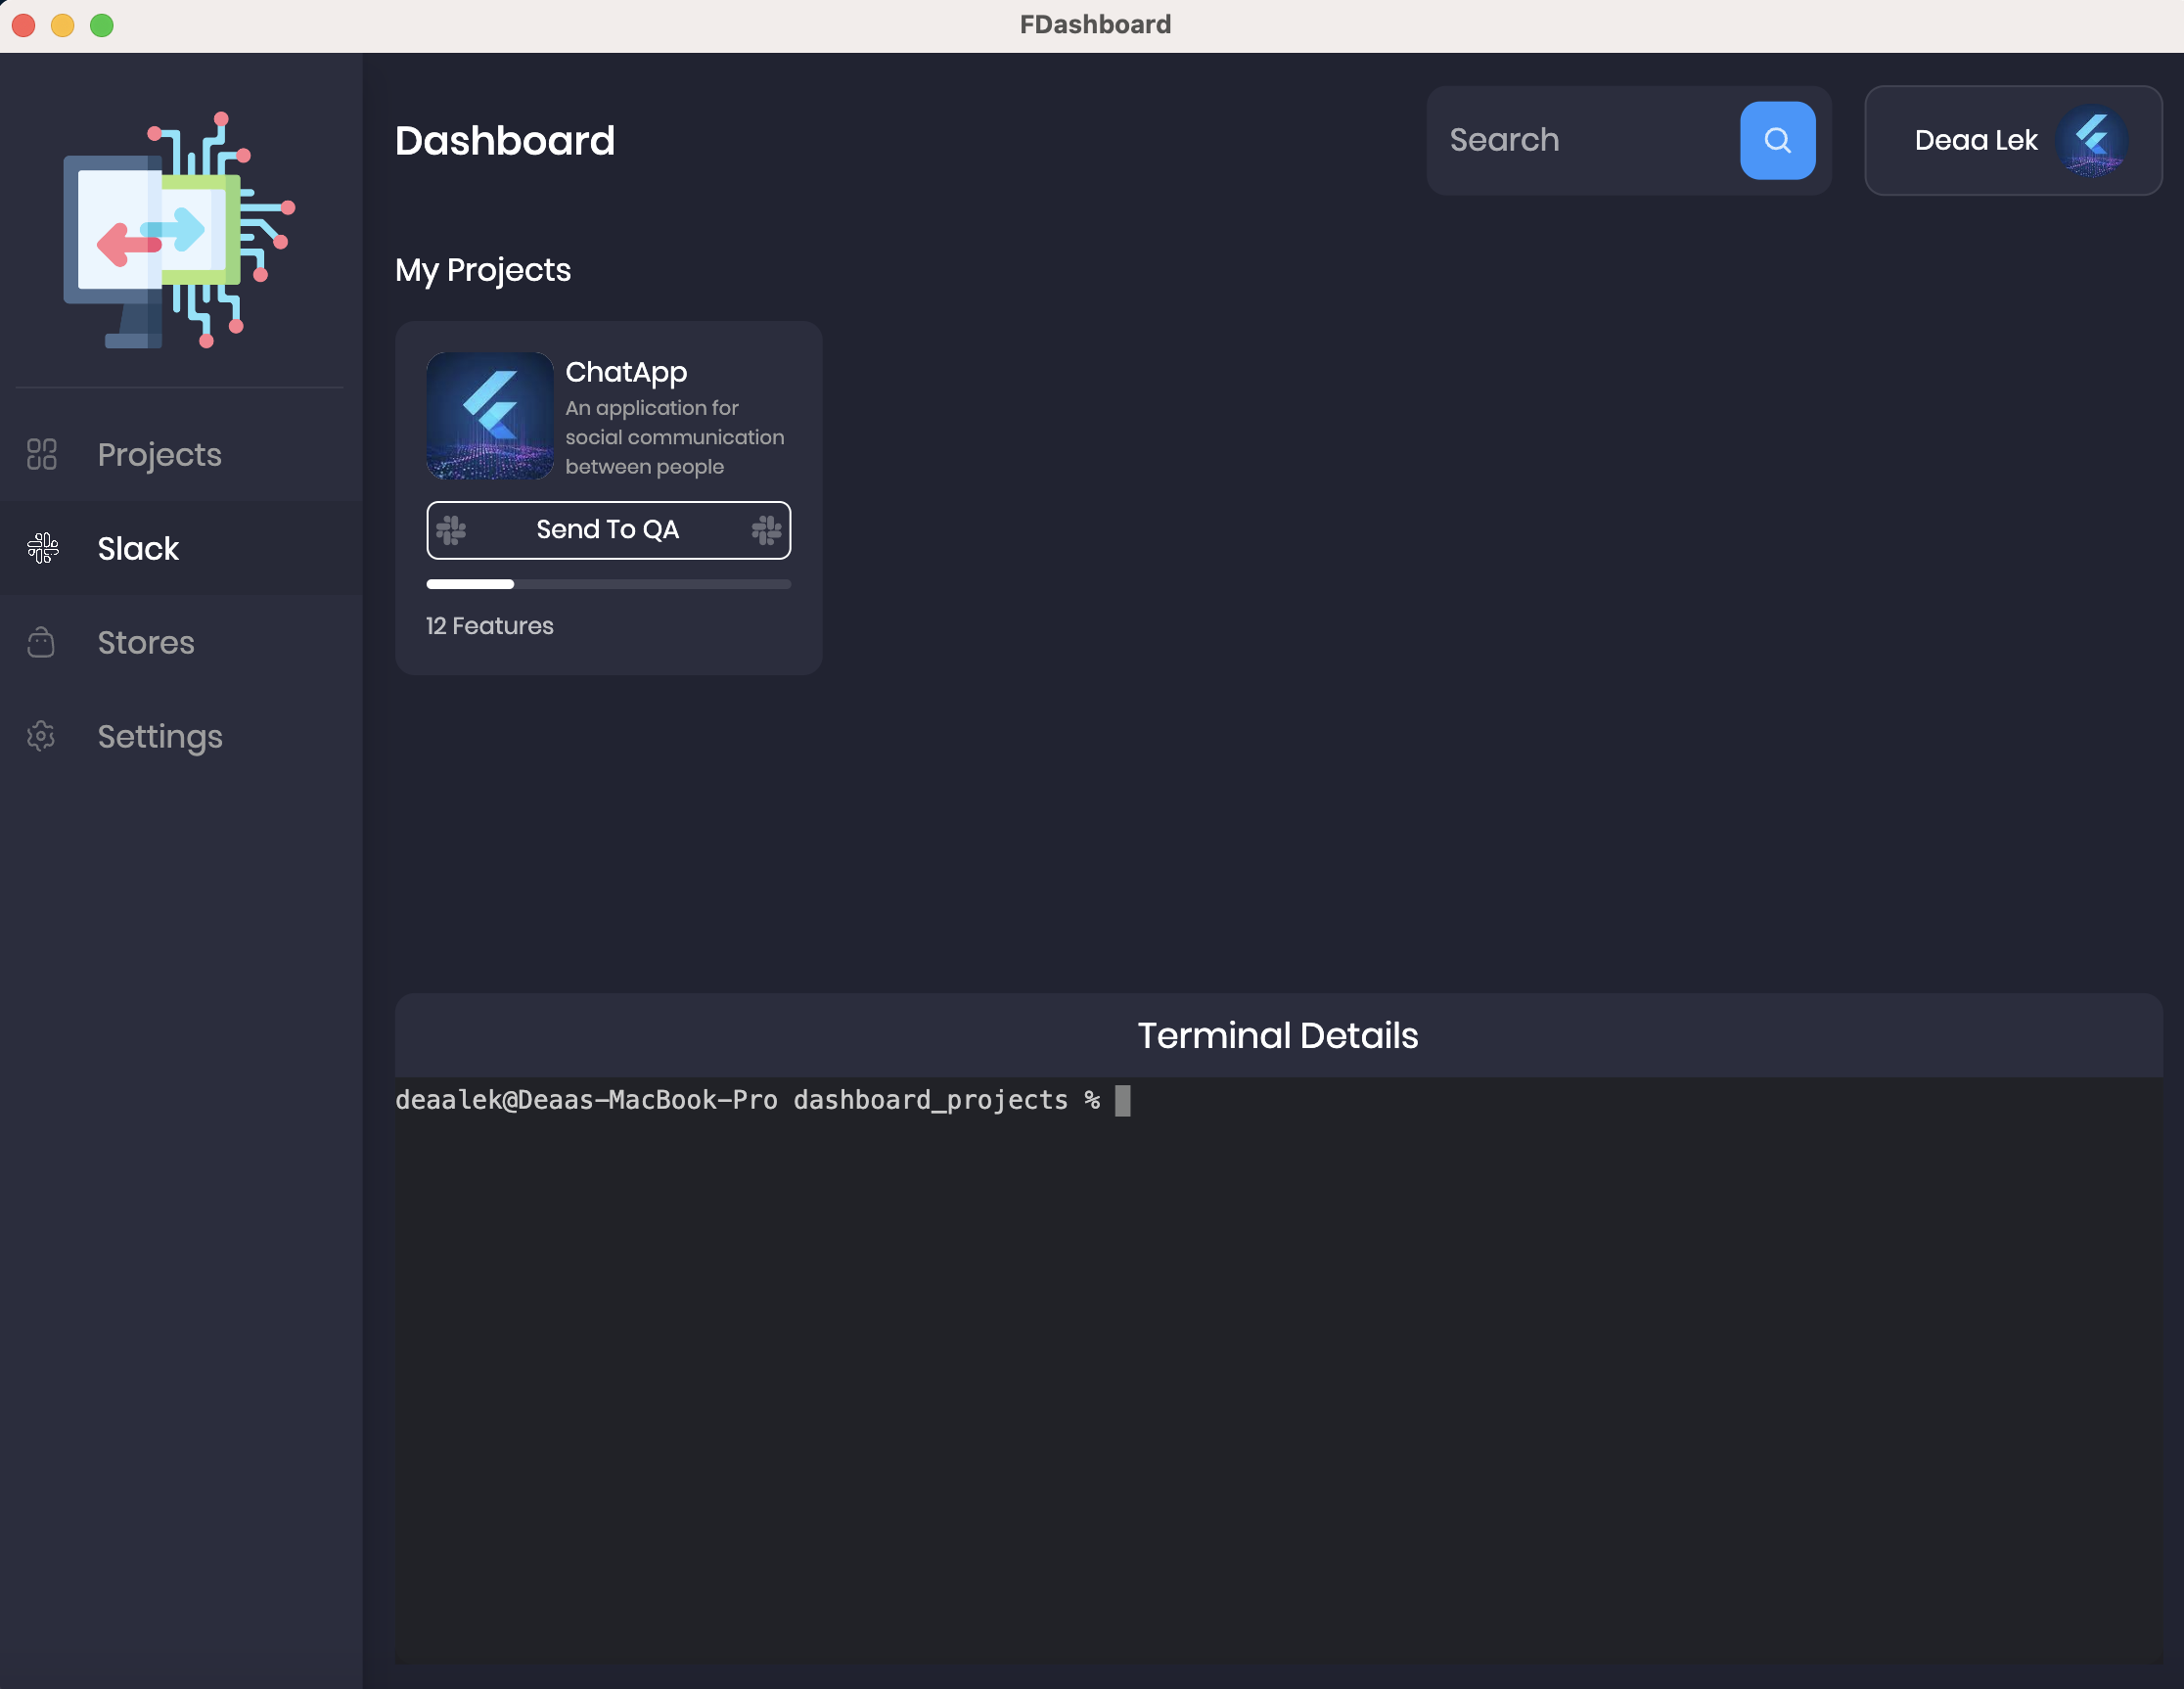 FDashboard
Dashboard
Search
Deaa Lek
My Projects
ChatApp
An application for
social communication
between people
Send To QA
12 Features
Projects
Slack
Stores
Settings
Terminal Details
deaalek@Deaas-MacBook-Pro dashboard_projects %